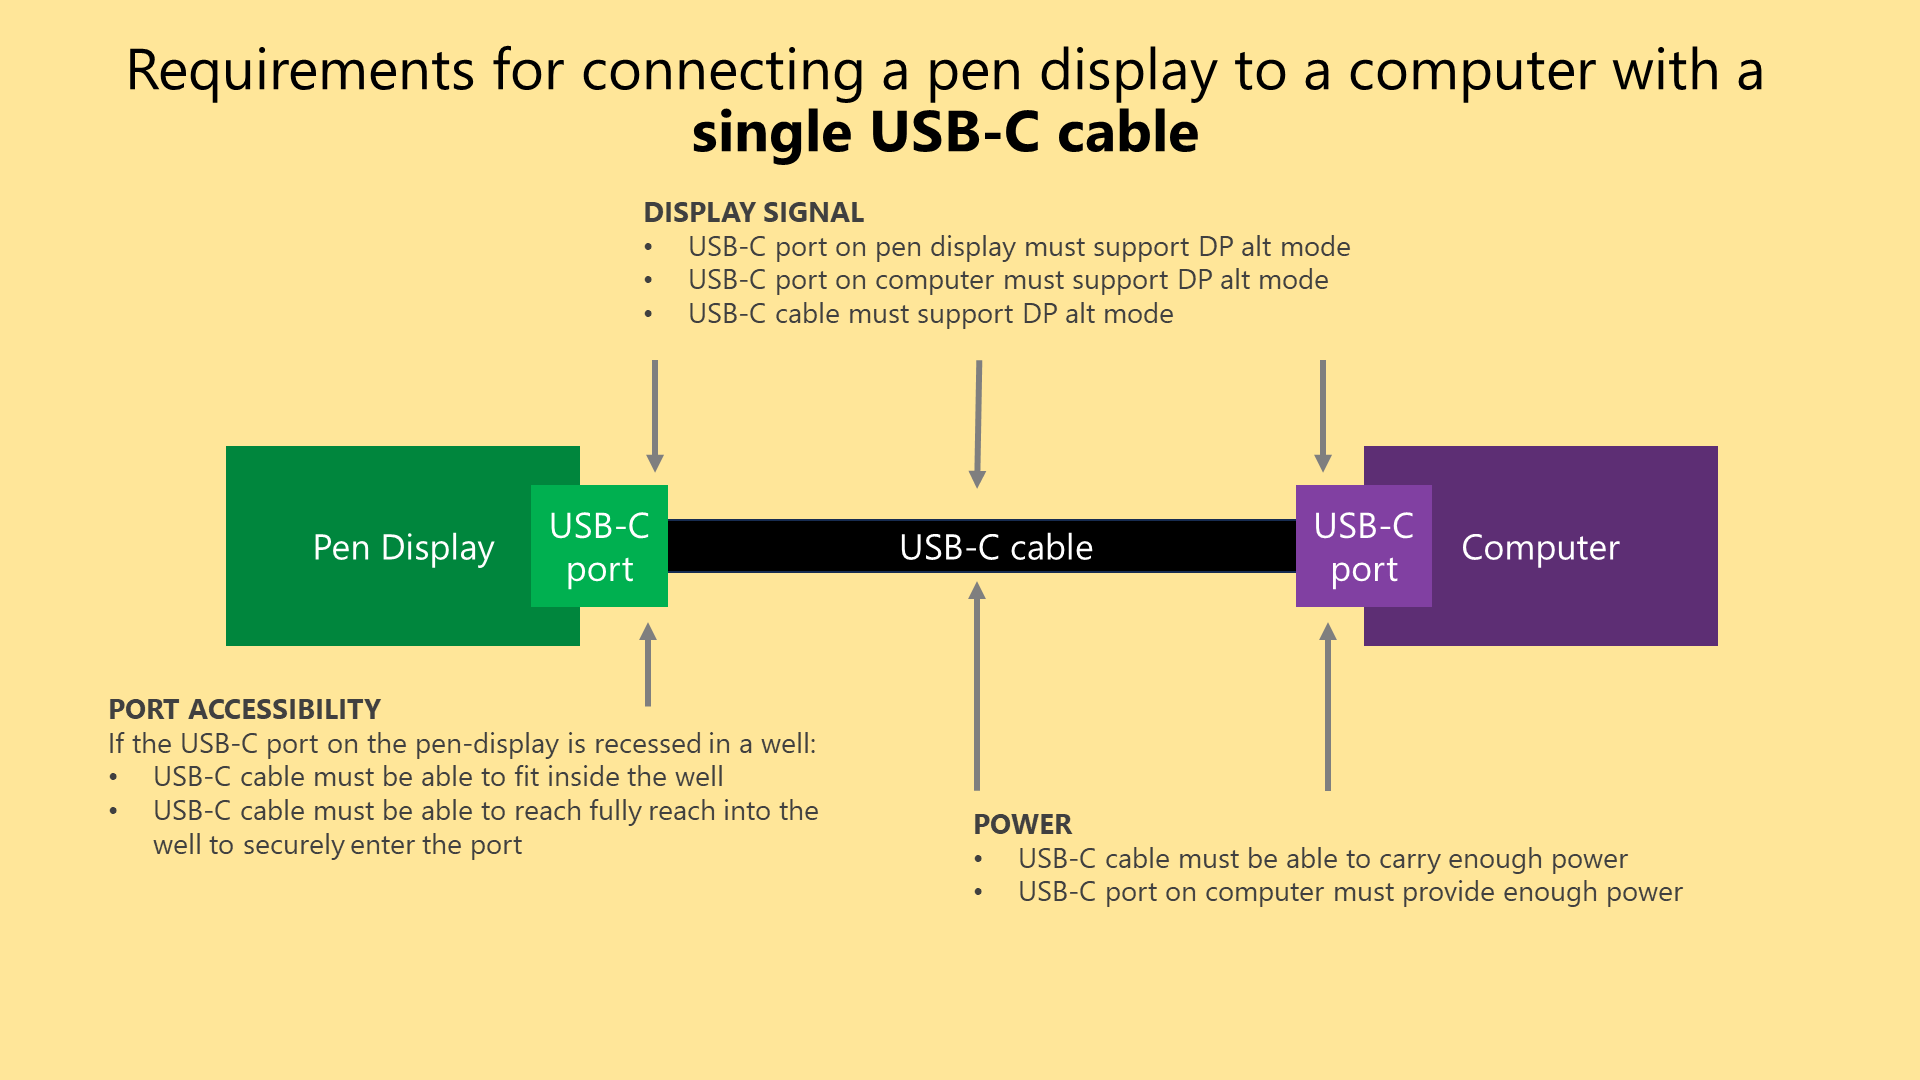 Requirements for connecting a pen display to a computer with a
single USB-C cable
DISPLAY SIGNAL
• USB-C port on pen display must support DP alt mode
• USB-C port on computer must support DP alt mode
• USB-C cable must support DP alt mode
Pen Display
USB-C
port
USB-C cable
USB-C
port
Computer
PORT ACCESSIBILITY
If the USB-C port on the pen-display is recessed in a well:
• USB-C cable must be able to fit inside the well
• USB-C cable must be able to reach fully reach into the
well to securely enter the port
POWER
• USB-C cable must be able to carry enough power
• USB-C port on computer must provide enough power